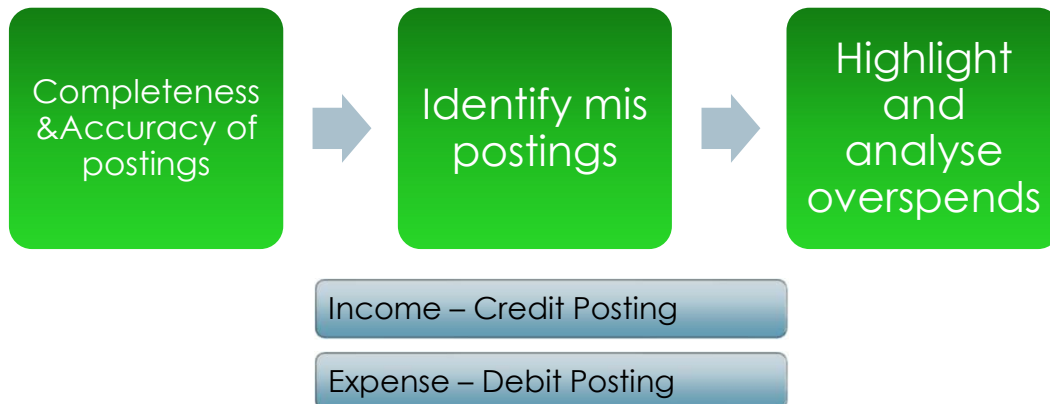 Completeness
&Accuracy of
postings
Identify mis
postings
Highlight
and
analyse
overspends
Income – Credit Posting
Expense – Debit Posting